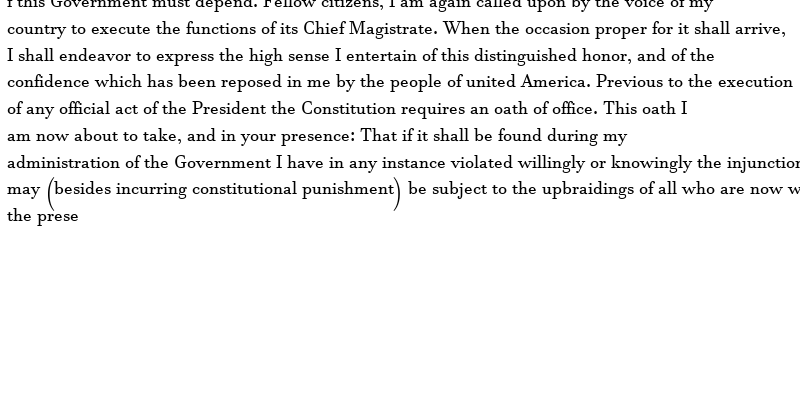 f this Government must depend. Fellow citizens, I am again called upon by the voice of my
country to execute the functions of its Chief Magistrate. When the occasion proper for it shall arrive,
I shall endeavor to express the high sense I entertain of this distinguished honor, and of the
confidence which has been reposed in me by the people of united America. Previous to the execution
of any official act of the President the Constitution requires an oath of office. This oath I
am now about to take, and in your presence: That if it shall be found during my
administration of the Government I have in any instance violated willingly or knowingly the injunction
may (besides incurring constitutional punishment) be subject to the upbraidings of all who are now w
the prese